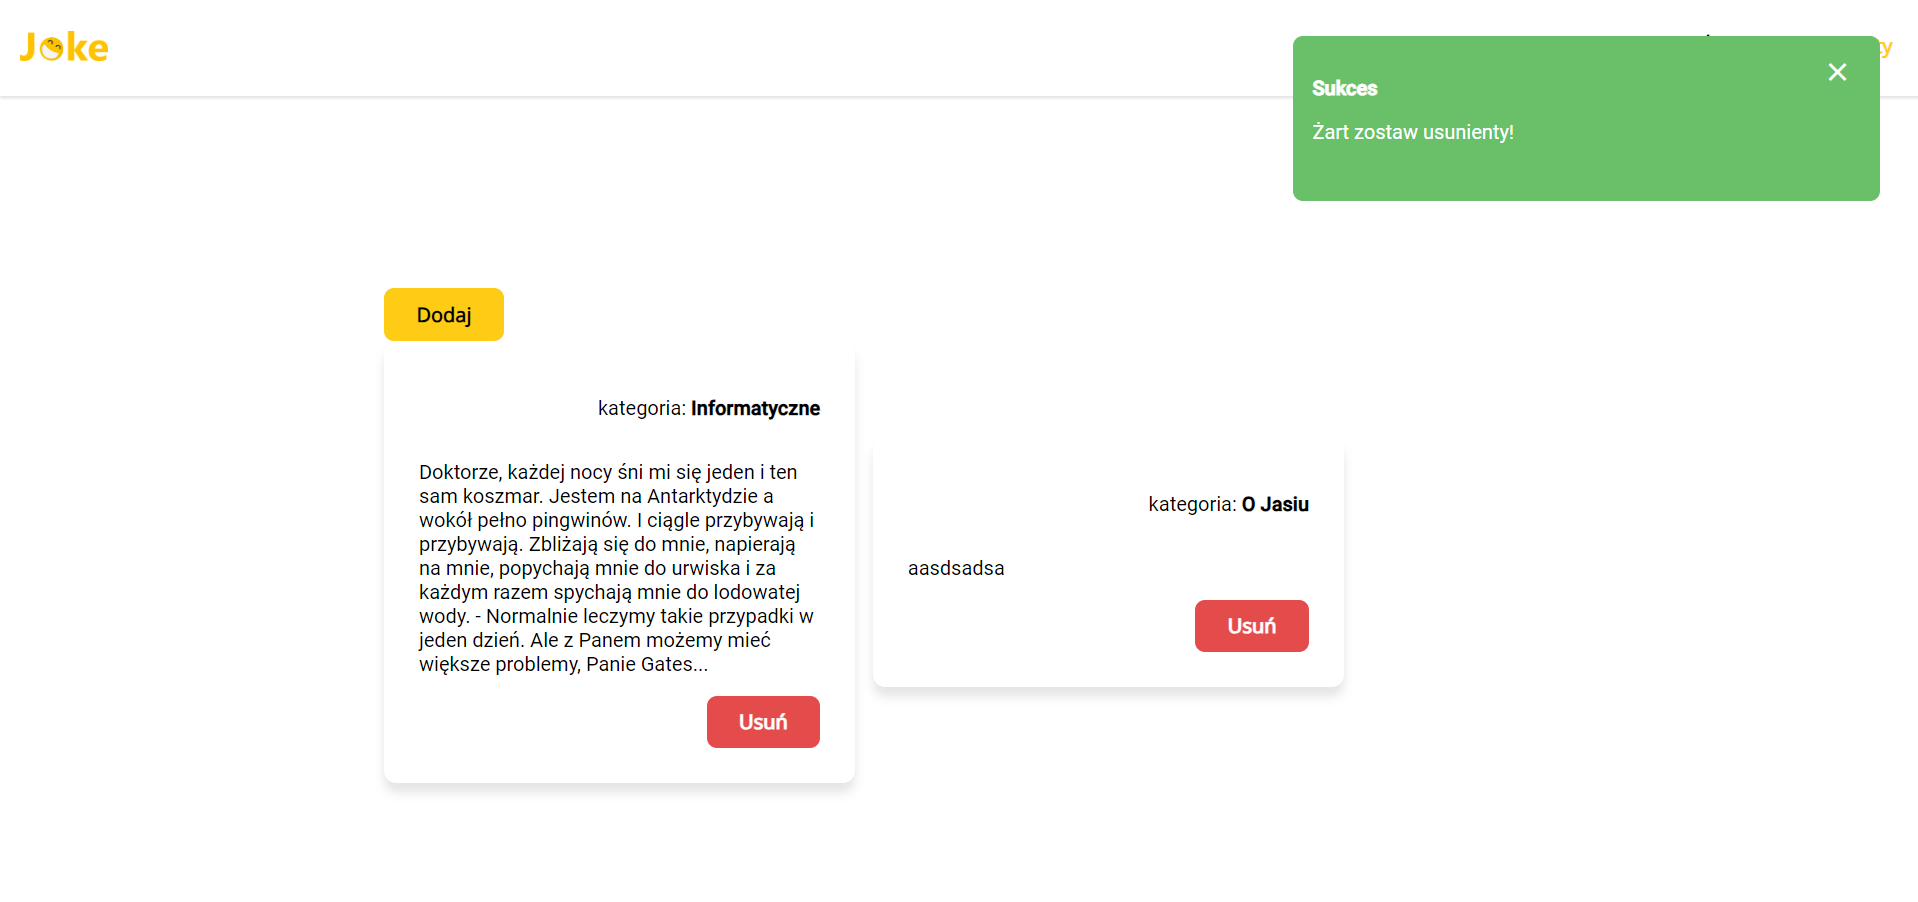 Joke
Sukces
Żart zostaw usunienty!
Dodaj
kategoria: Informatyczne
Doktorze, każdej nocy śni mi się jeden i ten
sam koszmar. Jestem na Antarktydzie a
wokół pełno pingwinów. I ciągle przybywają i
przybywają. Zbliżają się do mnie, napierają
na mnie, popychają mnie do urwiska i za
każdym razem spychają mnie do lodowatej
wody. - Normalnie leczymy takie przypadki w
jeden dzień. Ale z Panem możemy mieć
większe problemy, Panie Gates...
Usuń
kategoria: O Jasiu
aasdsadsa
Usuń